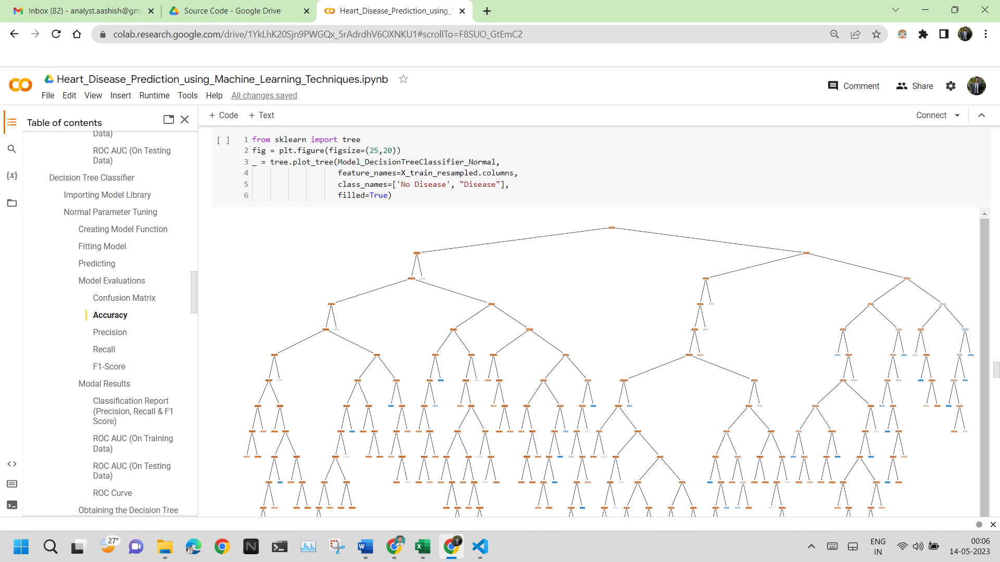 Inbox (82) - analyst.aashish@gm
Source Code - Google Drive
Heart_Disease_Prediction_using_
colab.research.google.com/drive/1YkLhK20Sjn9PWGQx_5rAdrdhV6OXNKU1#scrollTo=F8SUO_GtEmC2
Heart_Disease_Prediction_using_Machine_Learning_Techniques.ipynb
Comment
Share
File Edit View Insert Runtime Tools Help All changes saved
+ Code + Text
Connect
Table of contents
Data)
ROC AUC (On Testing
Data)
Decision Tree Classifier
Importing Model Library
Normal Parameter Tuning
Creating Model Function
Fitting Model
Predicting
Model Evaluations
Confusion Matrix
Accuracy
Precision
Recall
F1-Score
Modal Results
Classification Report
(Precision, Recall & F1
Score)
ROC AUC (On Training
Data)
ROC AUC (On Testing
Data)
ROC Curve
Obtaining the Decision Tree
[ ]
1 from sklearn import tree
2 fig = plt.figure(figsize=(25,20))
3 _ = tree.plot_tree(Model_DecisionTreeClassifier_Normal,
4 feature_names=X_train_resampled.columns,
5 class_names=['No Disease', "Disease"],
6 filled=True)
27°
ENG
IN
00:06
14-05-2023